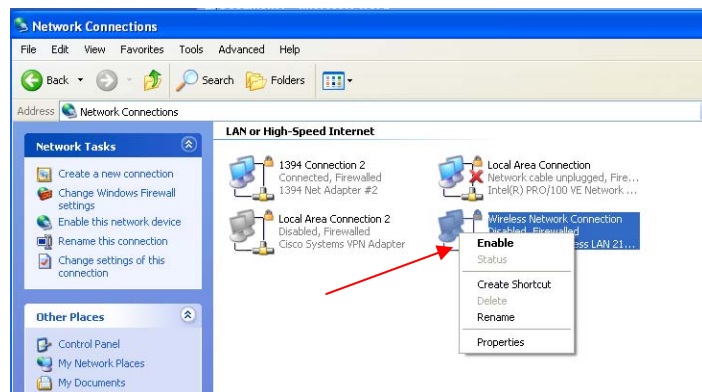 Network Connections
File Edit View Favorites Tools Advanced Help
Back Search Folders
Address Network Connections
Network Tasks
Create a new connection
Change Windows Firewall
settings
Enable this network device
Rename this connection
Change settings of this
connection
Other Places
Control Panel
My Network Places
My Documents
LAN or High-Speed Internet
1394 Connection 2
Connected, Firewalled
1394 Net Adapter #2
Local Area Connection
Network cable unplugged, Fire...
Intel(R) PRO/100 VE Network ...
Local Area Connection 2
Disabled, Firewalled
Cisco Systems VPN Adapter
Wireless Network Connection
Disabled, Firewalled
LAN 21...
Enable
Status
Create Shortcut
Delete
Rename
Properties